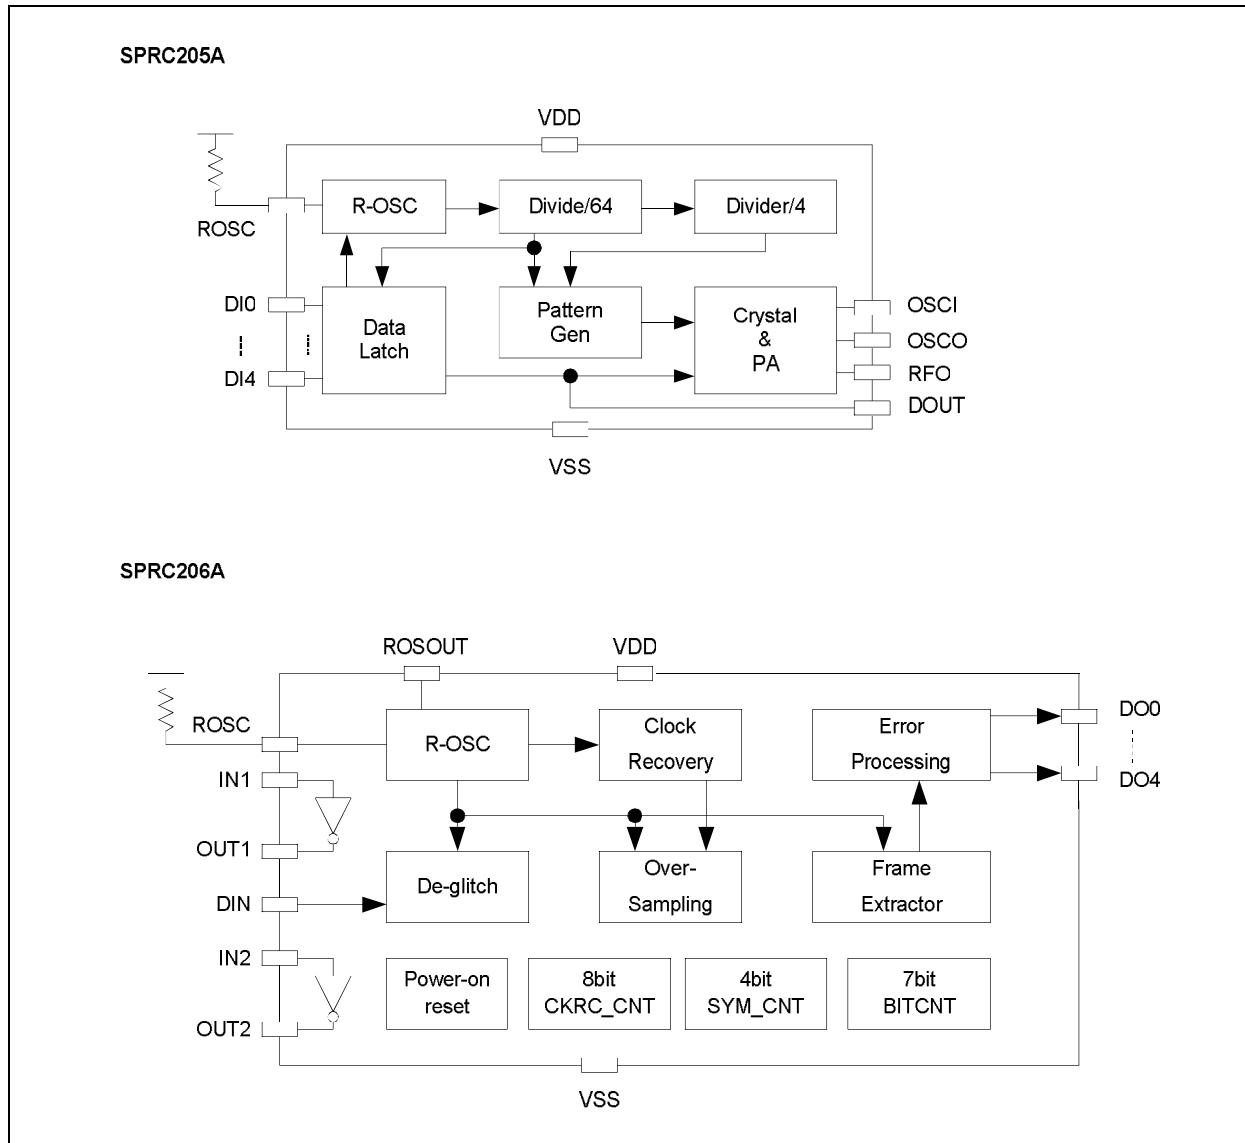 SPRC205A
VDD
ROSC
R-OSC
Divide/64
Divider/4
DI0
DI4
Data
Latch
Pattern
Gen
Crystal
&
PA
OSCI
OSCO
RFO
DOUT
VSS
SPRC206A
ROSOUT
VDD
ROSC
R-OSC
Clock
Recovery
Error
Processing
DO0
DO4
IN1
OUT1
DIN
De-glitch
Over-
Sampling
Frame
Extractor
IN2
OUT2
Power-on
reset
8bit
CKRC_CNT
4bit
SYM_CNT
7bit
BITCNT
VSS